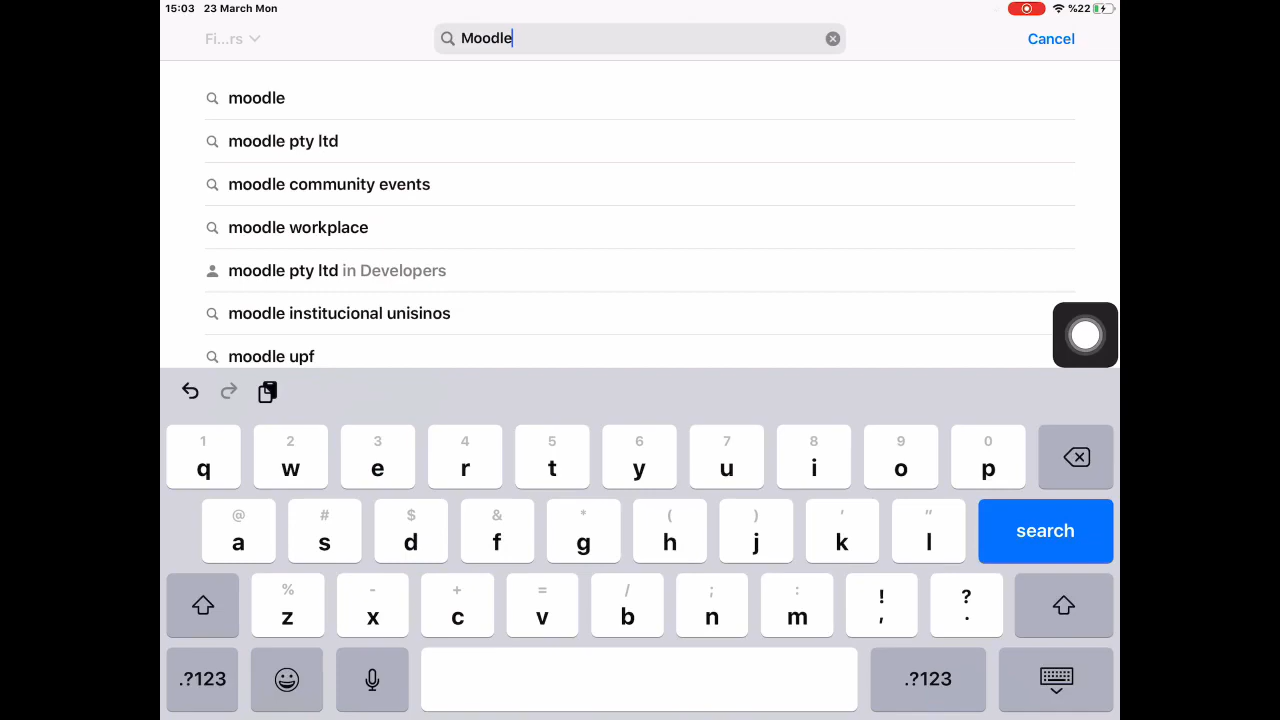 15:03 23 March Mon %22
Fi...rs Moodle Cancel
moodle
moodle pty ltd
moodle community events
moodle workplace
moodle pty ltd in Developers
moodle institucional unisinos
moodle upf
1 2 3 4 5 6 7 8 9 0
q w e r t y u i o p
@ # $ & * ( ) ' "
a s d f g h j k l search
% - + = / ; : ! ?
z x c v b n m , .
.?123 .?123